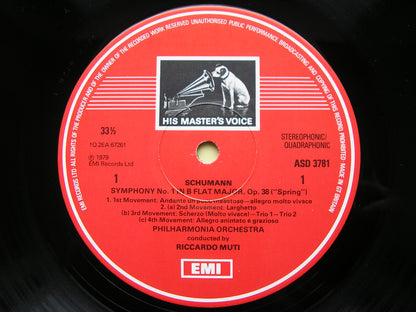 ALL RIGHTS OF THE PRODUCER AND OF THE OWNER OF THE RECORDED WORK RESERVED UNAUTHORISED PUBLIC PERFORMANCE BROADCASTING AND COPYING OF THIS RECORD PROHIBITED
MADE IN GT BRITAIN
EMI RECORDS LTD
HIS MASTER'S VOICE
33⅓
1O 2EA 67261
STEREOPHONIC/
QUADRAPHONIC
℗ 1979
EMI Records Ltd
ASD 3781
1
1
SCHUMANN
SYMPHONY No. 1 IN B FLAT MAJOR, Op. 38 ("Spring")
1. 1st Movement: Andante un poco maestoso—allegro molto vivace
2. (a) 2nd Movement: Larghetto
(b) 3rd Movement: Scherzo (Molto vivace)—Trio 1—Trio 2
(c) 4th Movement: Allegro animato è grazioso
PHILHARMONIA ORCHESTRA
conducted by
RICCARDO MUTI
EMI